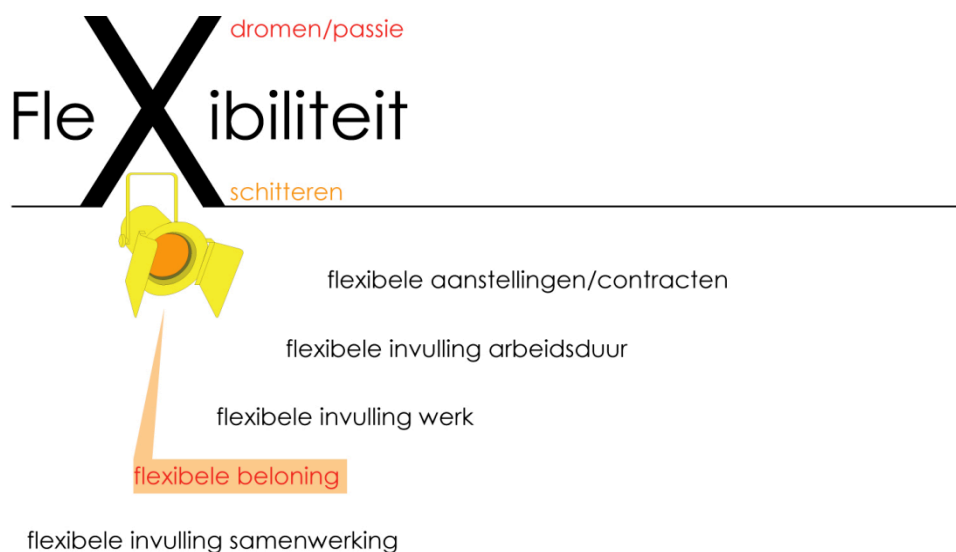 dromen/passie
FleXibiliteit
schitteren
flexibele aanstellingen/contracten
flexibele invulling arbeidsduur
flexibele invulling werk
flexibele beloning
flexibele invulling samenwerking